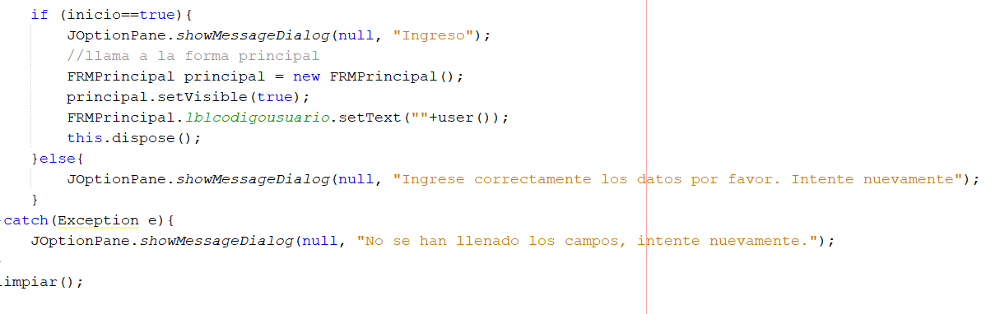 if (inicio==true){
JOptionPane.showMessageDialog(null, "Ingreso");
//llama a la forma principal
FRMPrincipal principal = new FRMPrincipal();
principal.setVisible(true);
FRMPrincipal.lblcodigousuario.setText(""+user());
this.dispose();
}else{
JOptionPane.showMessageDialog(null, "Ingrese correctamente los datos por favor. Intente nuevamente");
}
catch(Exception e){
JOptionPane.showMessageDialog(null, "No se han llenado los campos, intente nuevamente.");
limpiar();